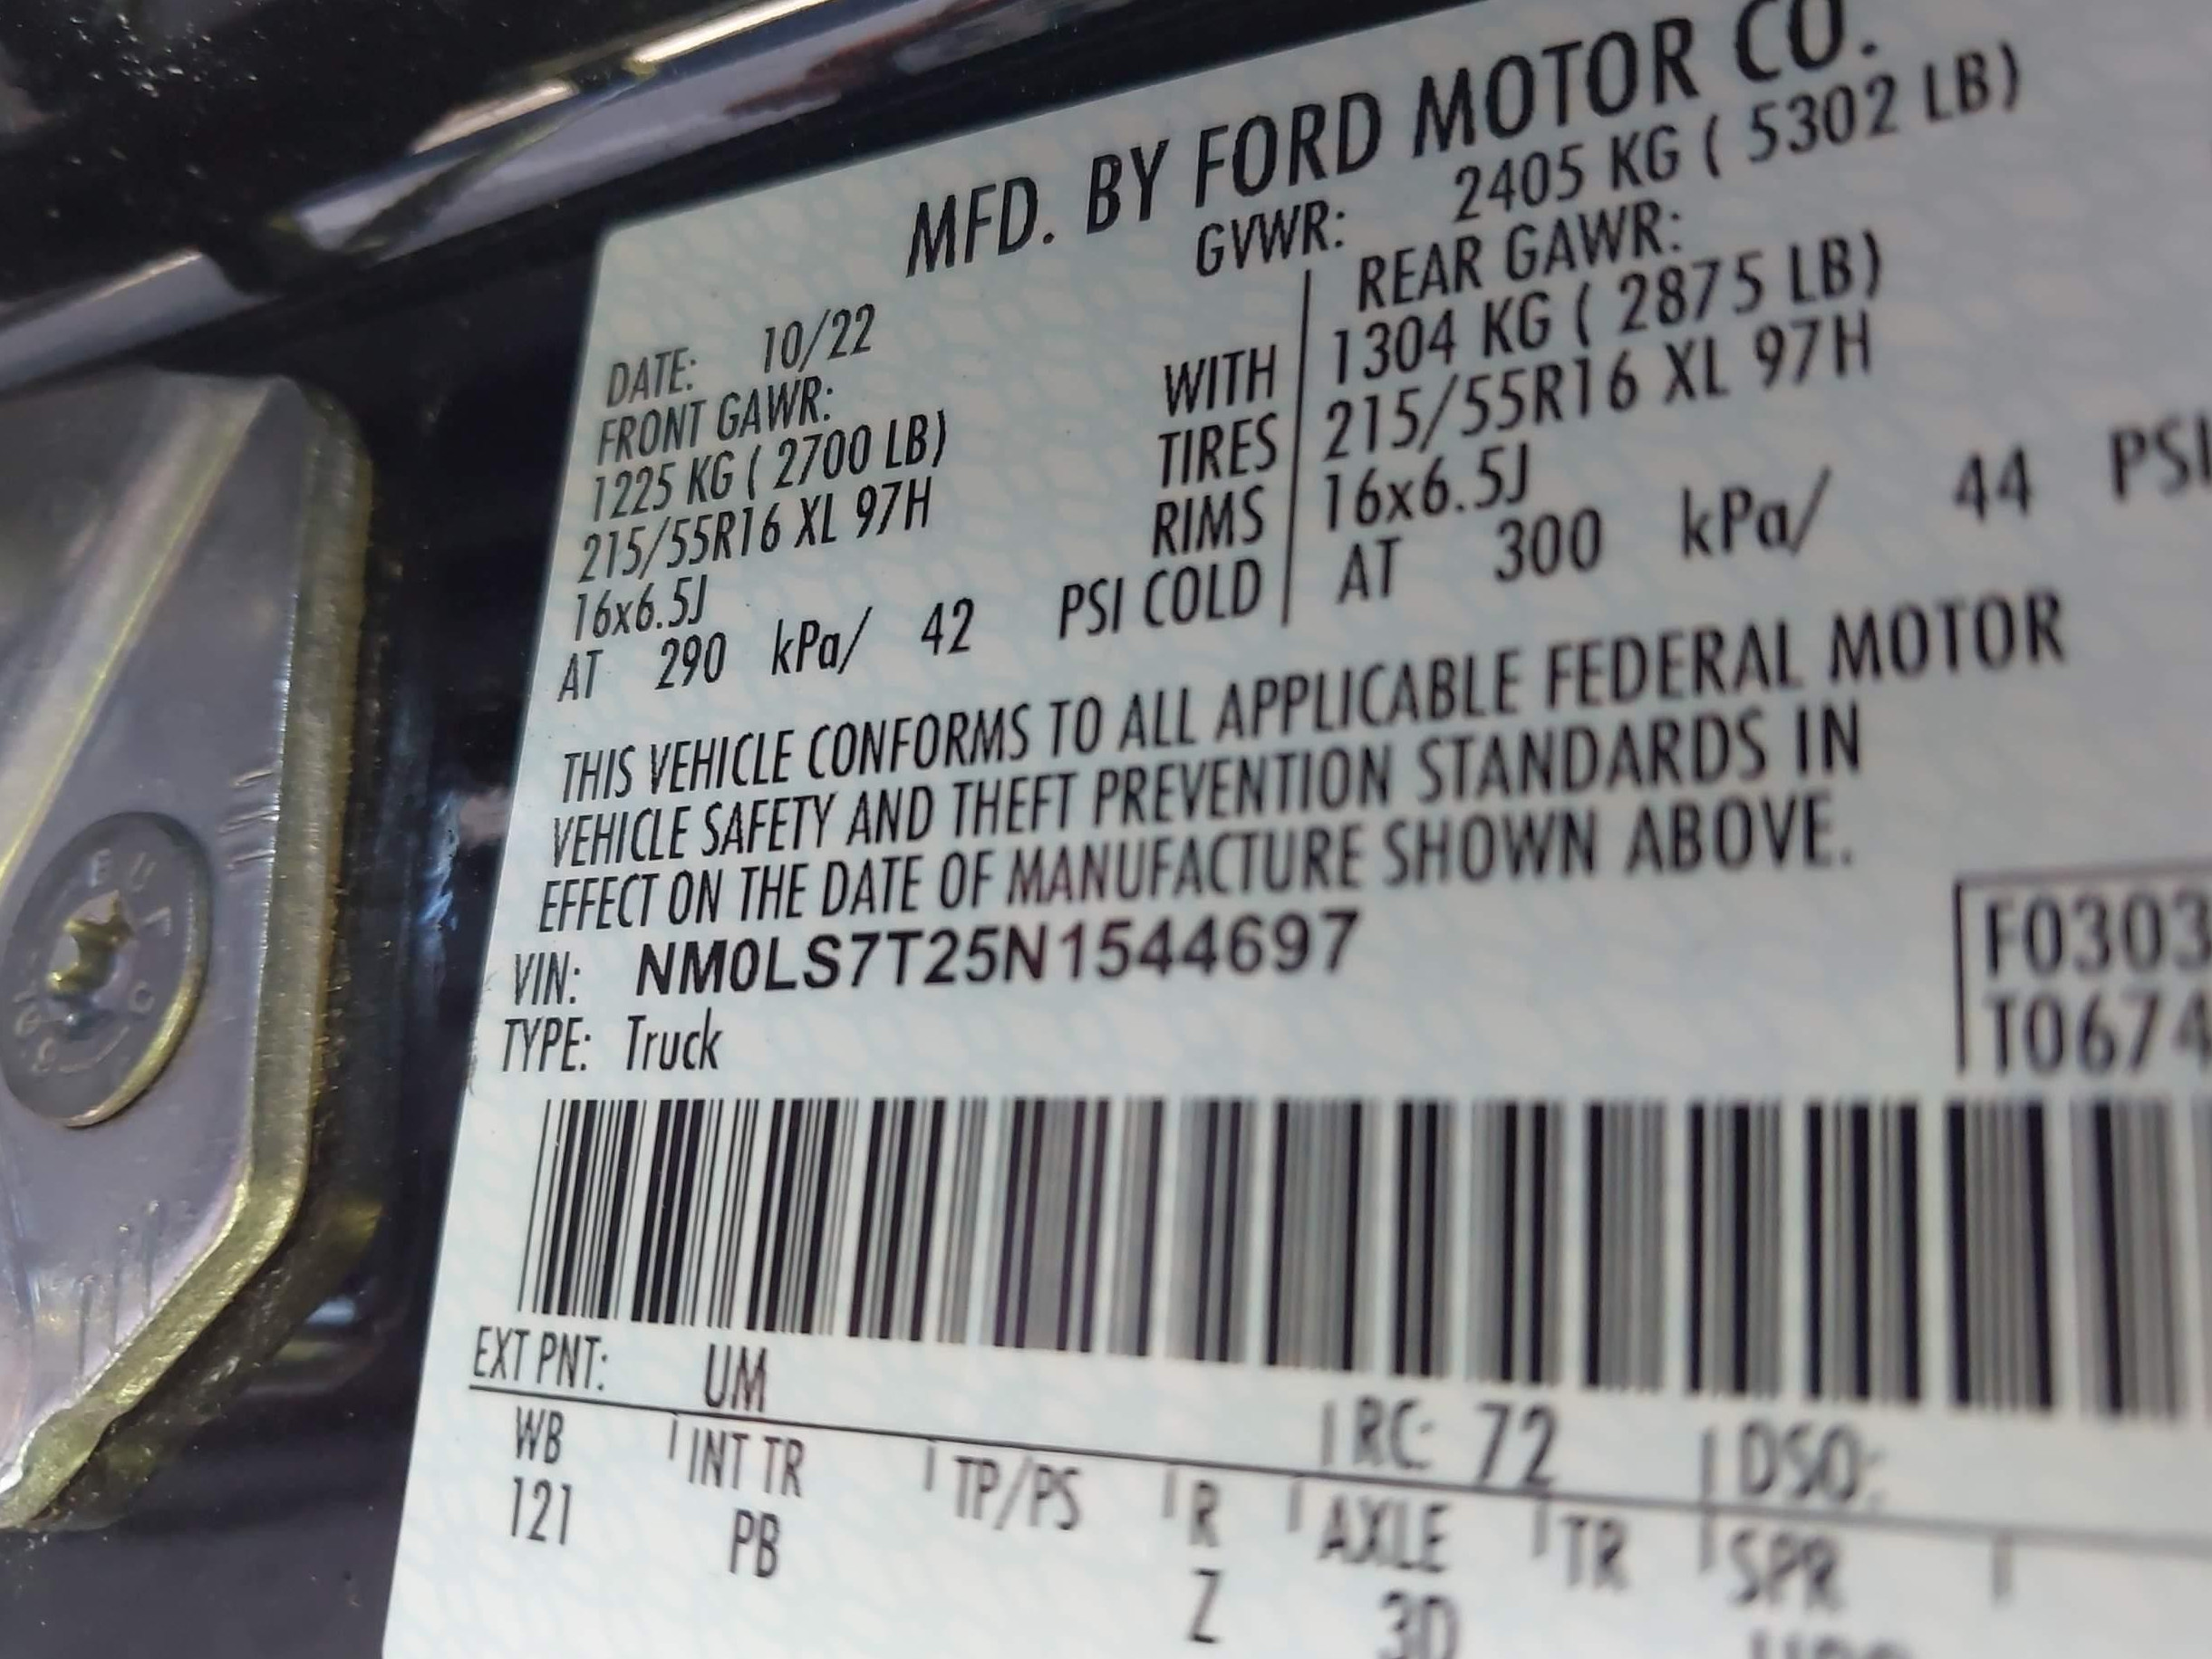 MFD. BY FORD MOTOR CO.
DATE: 10/22 GVWR: 2405 KG ( 5302 LB)
FRONT GAWR: REAR GAWR:
1225 KG ( 2700 LB) WITH 1304 KG ( 2875 LB)
215/55R16 XL 97H TIRES 215/55R16 XL 97H
16x6.5J RIMS 16x6.5J
AT 290 kPa/ 42 PSI COLD AT 300 kPa/ 44 PSI
THIS VEHICLE CONFORMS TO ALL APPLICABLE FEDERAL MOTOR
VEHICLE SAFETY AND THEFT PREVENTION STANDARDS IN
EFFECT ON THE DATE OF MANUFACTURE SHOWN ABOVE.
VIN: NM0LS7T25N1544697
F0303
TYPE: Truck
T0674
EXT PNT: UM RC: 72 DSO:
WB INT TR TP/PS R AXLE TR SPR
121 PB Z 3D